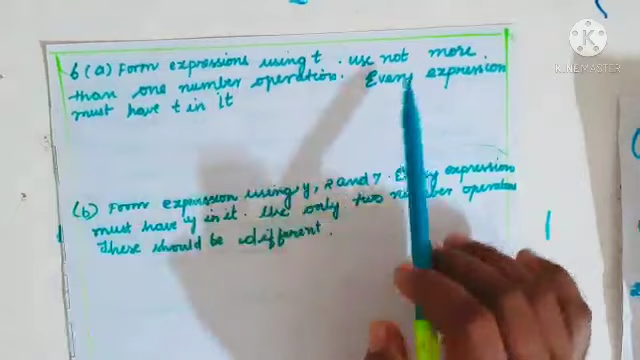 6 (a) Form expressions using t. use not more
than one number operation. Every expression
must have t in it
(b) Form expression using y, 2 and 7. Every expression
must have y in it. Use only two number operations
These should be different.
KINEMASTER